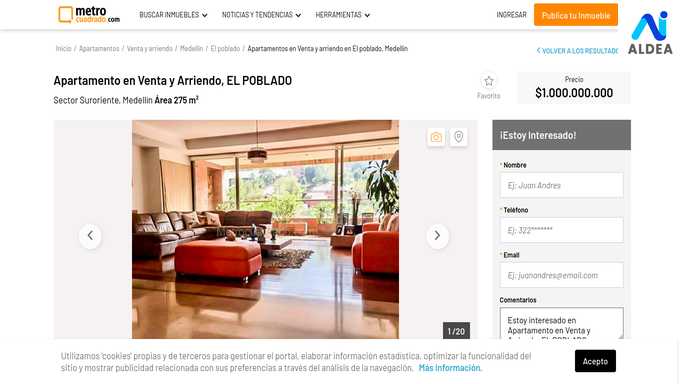 metro
cuadrado.com
BUSCAR INMUEBLES
NOTICIAS Y TENDENCIAS
HERRAMIENTAS
INGRESAR
Publica tu Inmueble
ALDEA
Inicio / Apartamentos / Venta y arriendo / Medellin / El poblado / Apartamentos en Venta y arriendo en El poblado, Medellin
VOLVER A LOS RESULTAD
Apartamento en Venta y Arriendo, EL POBLADO
Sector Suroriente, Medellin Área 275 m²
Favorito
Precio
$1.000.000.000
¡Estoy Interesado!
* Nombre
Ej: Juan Andres
* Teléfono
Ej: 322*******
* Email
Ej: juanandres@email.com
Comentarios
Estoy interesado en
Apartamento en Venta y
1/20
Utilizamos 'cookies' propias y de terceros para gestionar el portal, elaborar información estadística, optimizar la funcionalidad del
sitio y mostrar publicidad relacionada con sus preferencias a través del análisis de la navegación. Más Información.
Acepto